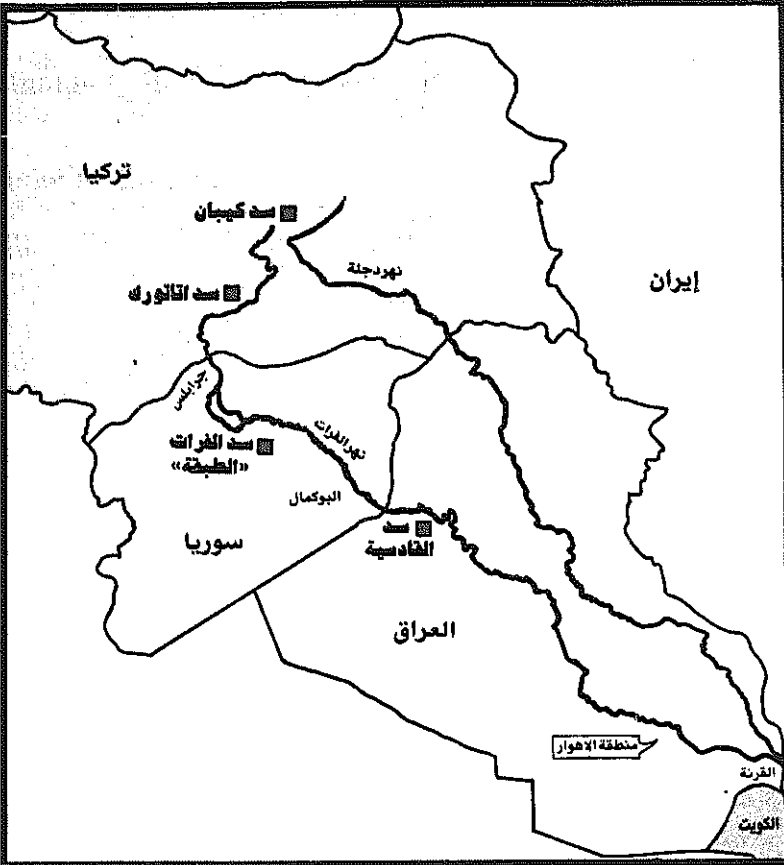 تركيا
سد كيبان
نهر دجلة
إيران
سد اتاتورك
جرابلس
نهر الفرات
سد الفرات
«الطبقة»
البوكمال
سد
القادسية
سوريا
العراق
منطقة الاهوار
القرنة
الكويت